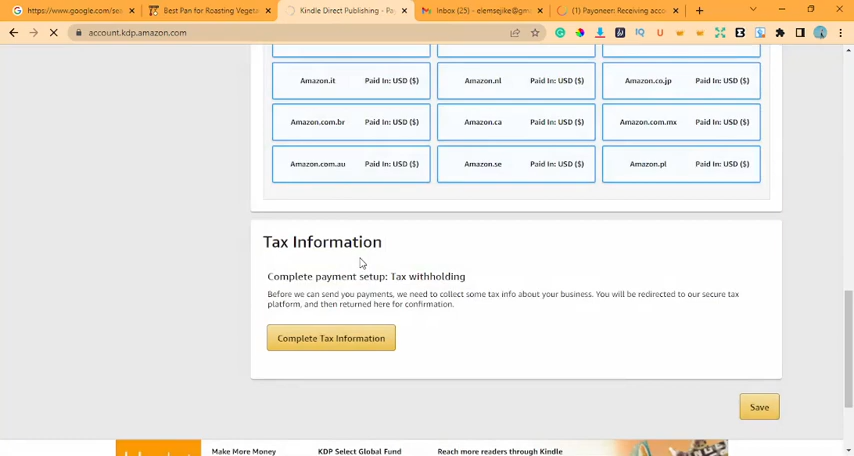 https://www.google.com/sea
Best Pan for Roasting Vegeta
Kindle Direct Publishing - Pa
Inbox (25) - elemsejike@gm
(1) Payoneer: Receiving acco
account.kdp.amazon.com
Amazon.it Paid In: USD ($) Amazon.nl Paid In: USD ($) Amazon.co.jp Paid In: USD ($)
Amazon.com.br Paid In: USD ($) Amazon.ca Paid In: USD ($) Amazon.com.mx Paid In: USD ($)
Amazon.com.au Paid In: USD ($) Amazon.se Paid In: USD ($) Amazon.pl Paid In: USD ($)
Tax Information
Complete payment setup: Tax withholding
Before we can send you payments, we need to collect some tax info about your business. You will be redirected to our secure tax
platform, and then returned here for confirmation.
Complete Tax Information
Save
Make More Money KDP Select Global Fund Reach more readers through Kindle